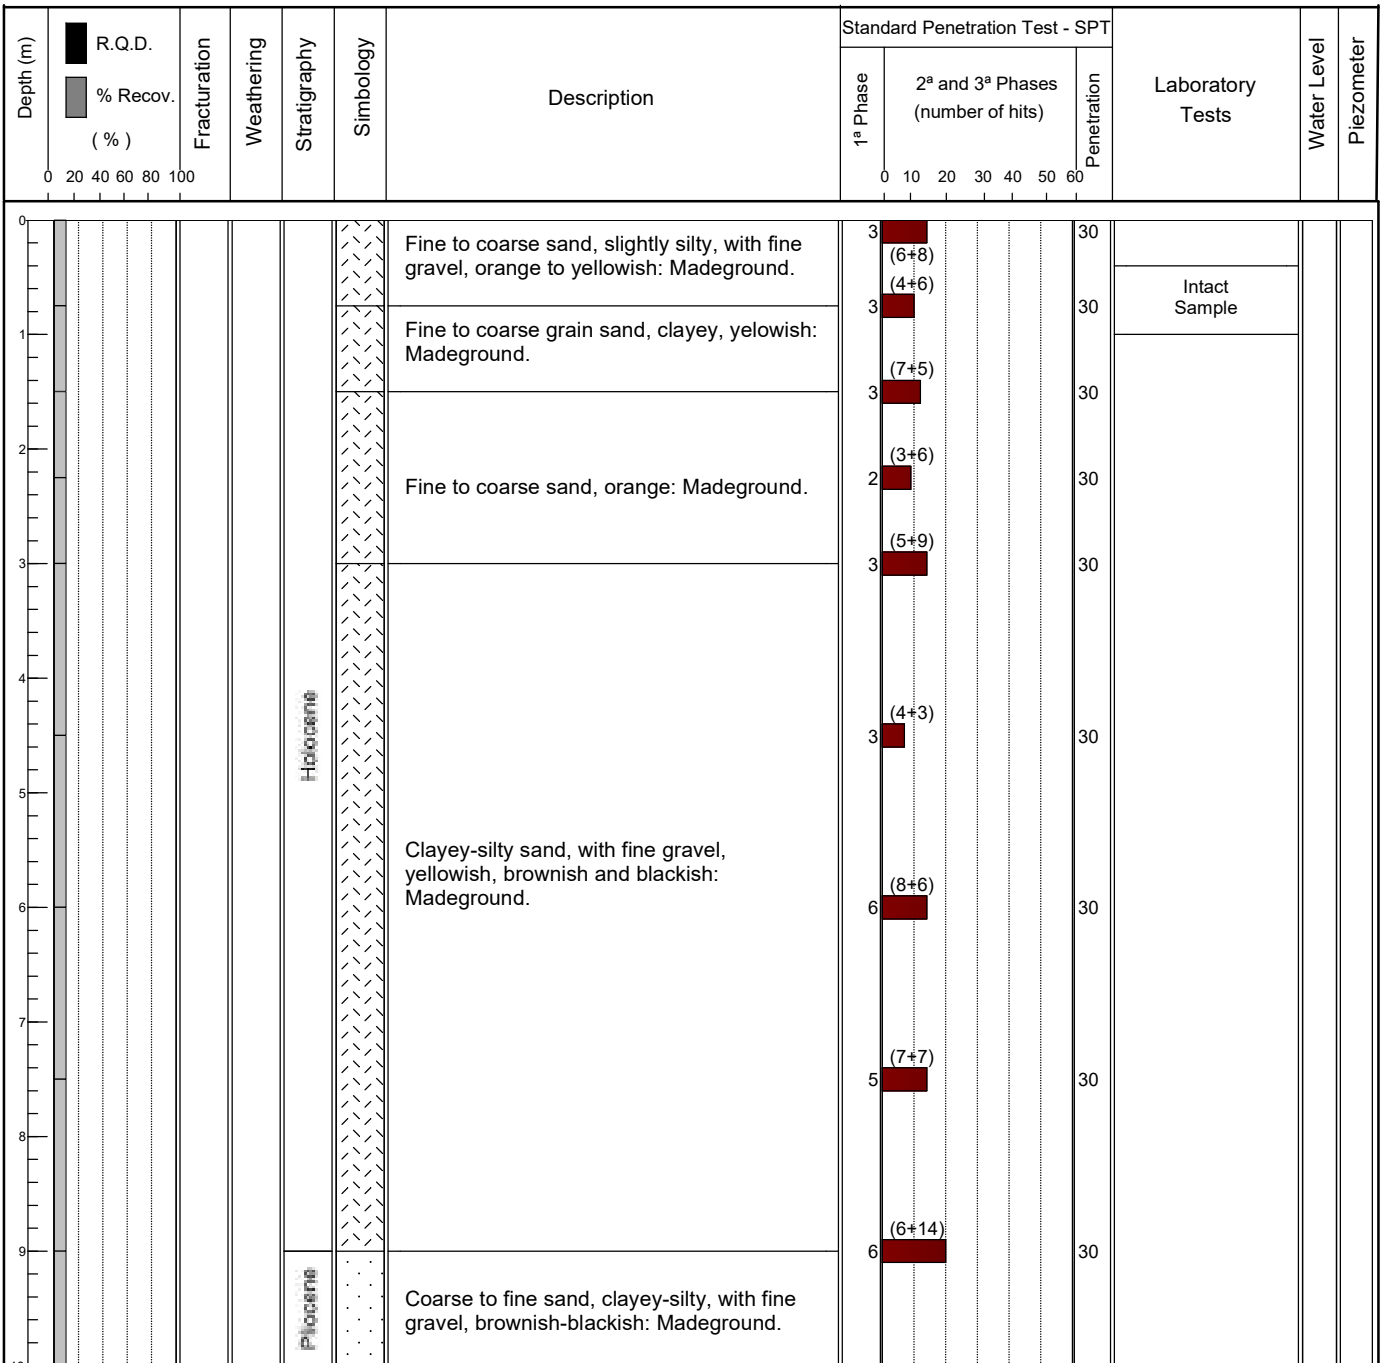 Depth (m)
R.Q.D.
% Recov.
( % )
0 20 40 60 80 100
Fracturation
Weathering
Stratigraphy
Simbology
Description
Standard Penetration Test - SPT
1ª Phase
2ª and 3ª Phases
(number of hits)
0 10 20 30 40 50 60
Penetration
Laboratory
Tests
Water Level
Piezometer
0
Fine to coarse sand, slightly silty, with fine
gravel, orange to yellowish: Madeground.
3
(6+8)
30
(4+6)
3
30
Intact
Sample
1
Fine to coarse grain sand, clayey, yelowish:
Madeground.
(7+5)
3
30
2
Fine to coarse sand, orange: Madeground.
(3+6)
2
30
(5+9)
3
3
30
4
Holocene
(4+3)
3
30
5
Clayey-silty sand, with fine gravel,
yellowish, brownish and blackish:
Madeground.
(8+6)
6
6
30
7
(7+7)
5
30
8
(6+14)
9
6
30
Pliocene
Coarse to fine sand, clayey-silty, with fine
gravel, brownish-blackish: Madeground.